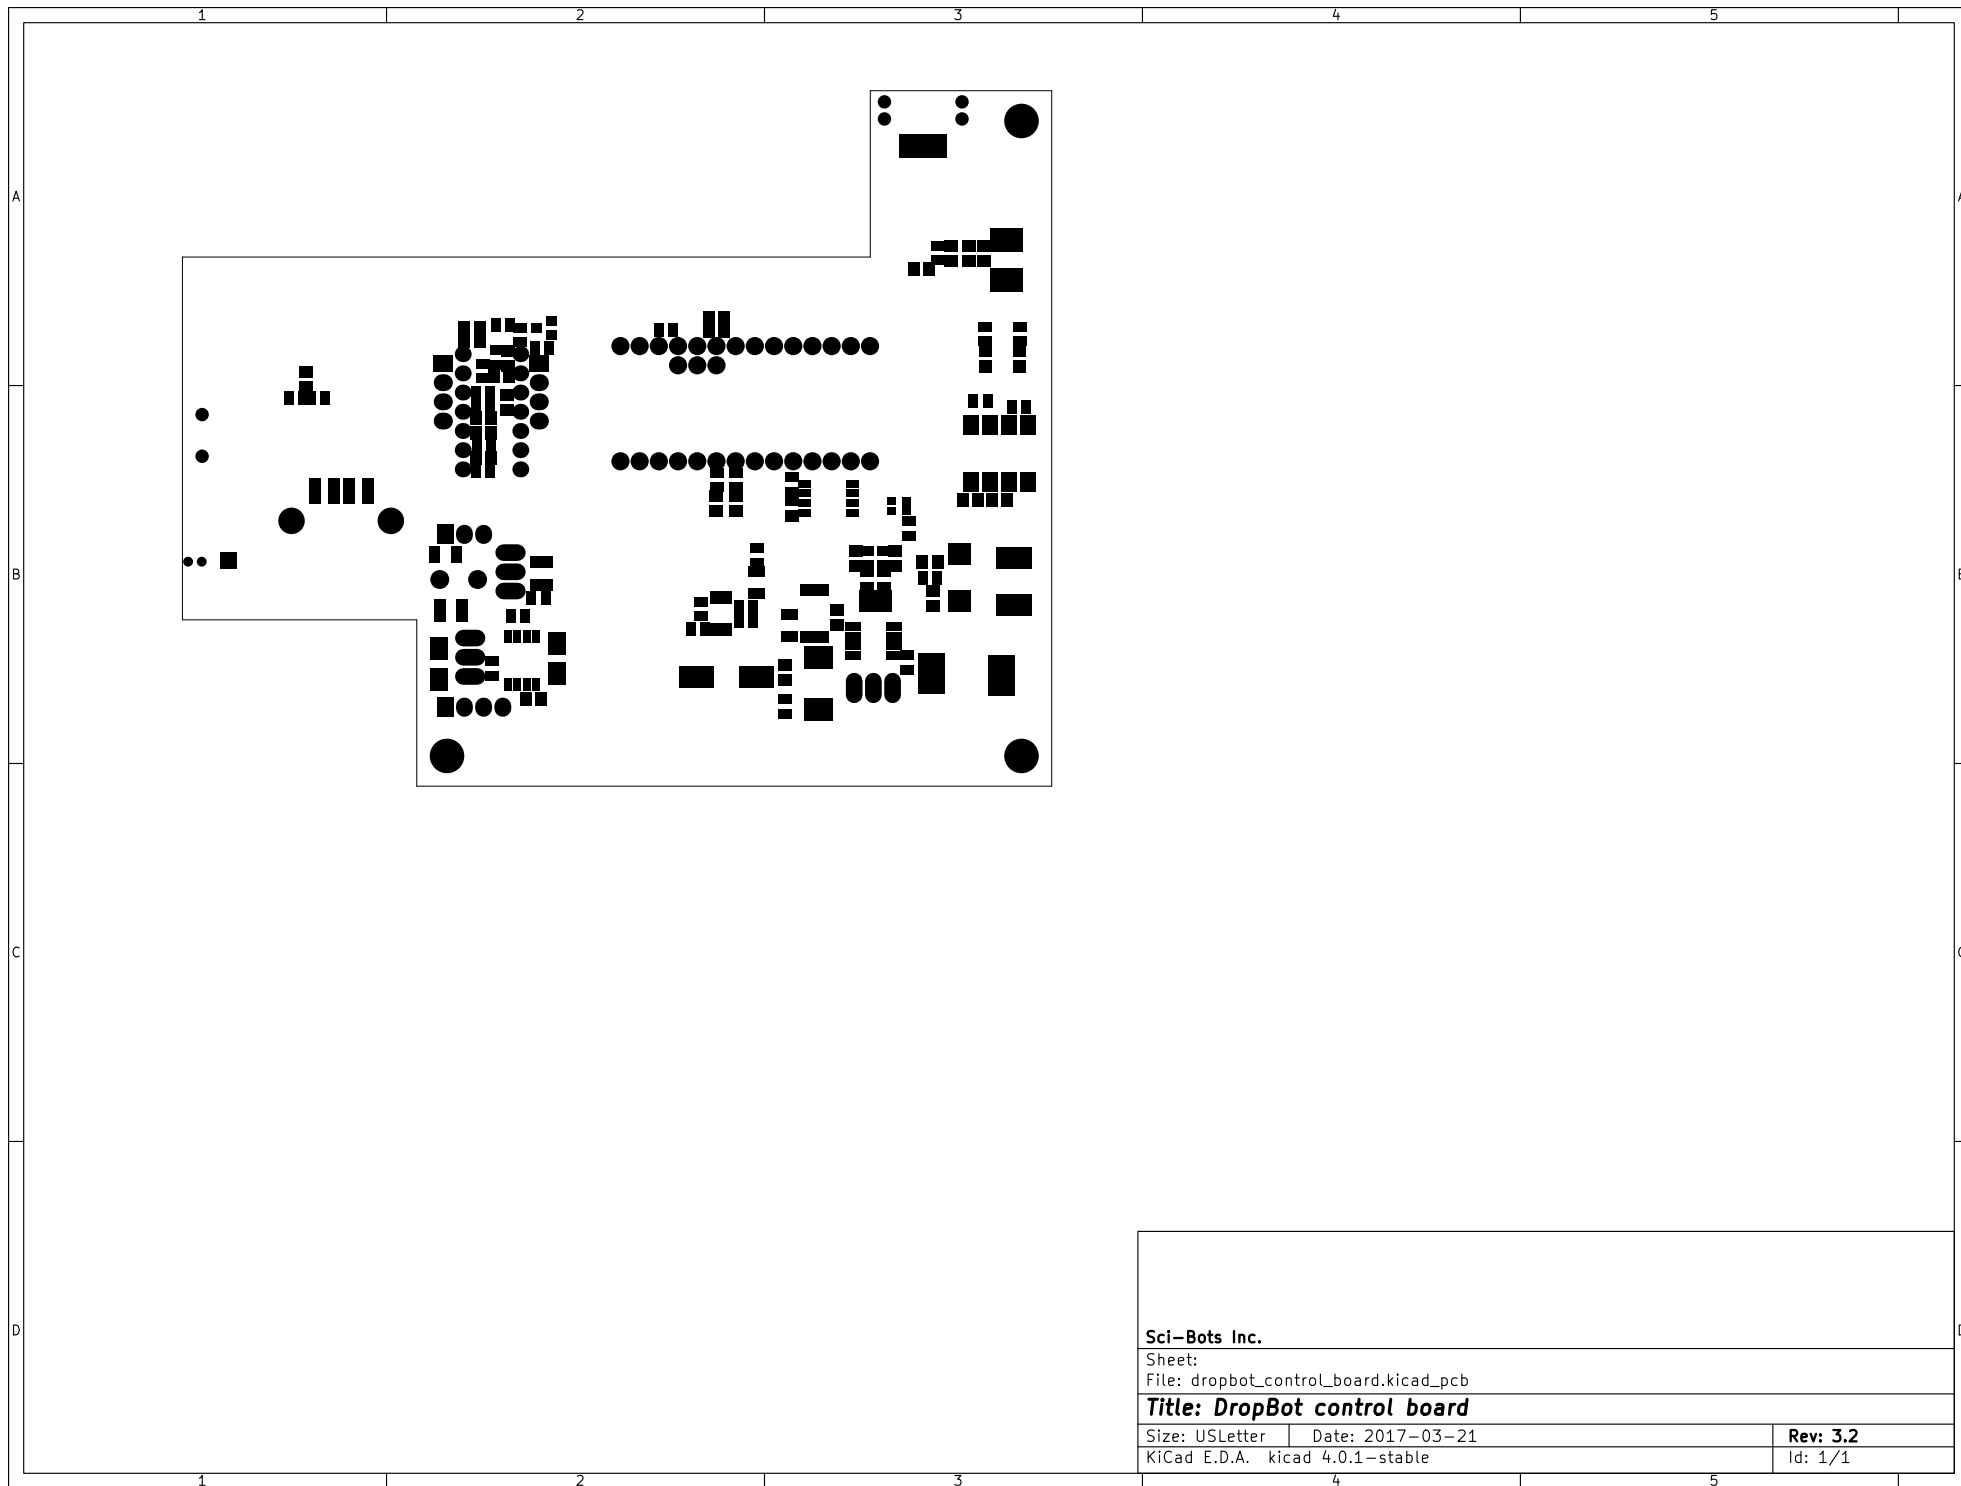 1 2 3 4 5
A
B
C
D
Sci-Bots Inc.
Sheet:
File: dropbot_control_board.kicad_pcb
Title: DropBot control board
Size: USLetter Date: 2017-03-21 Rev: 3.2
KiCad E.D.A. kicad 4.0.1-stable Id: 1/1
1 2 3 4 5